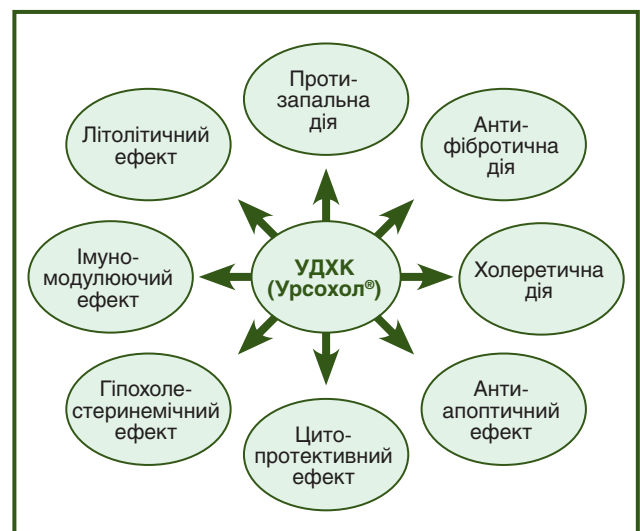 Проти-
запальна
дія
Літолітичний
ефект
Анти-
фібротична
дія
Імуно-
модулюючий
ефект
УДХК
(Урсохол®)
Холеретична
дія
Гіпохоле-
стеринемічний
ефект
Цито-
протективний
ефект
Анти-
апоптичний
ефект